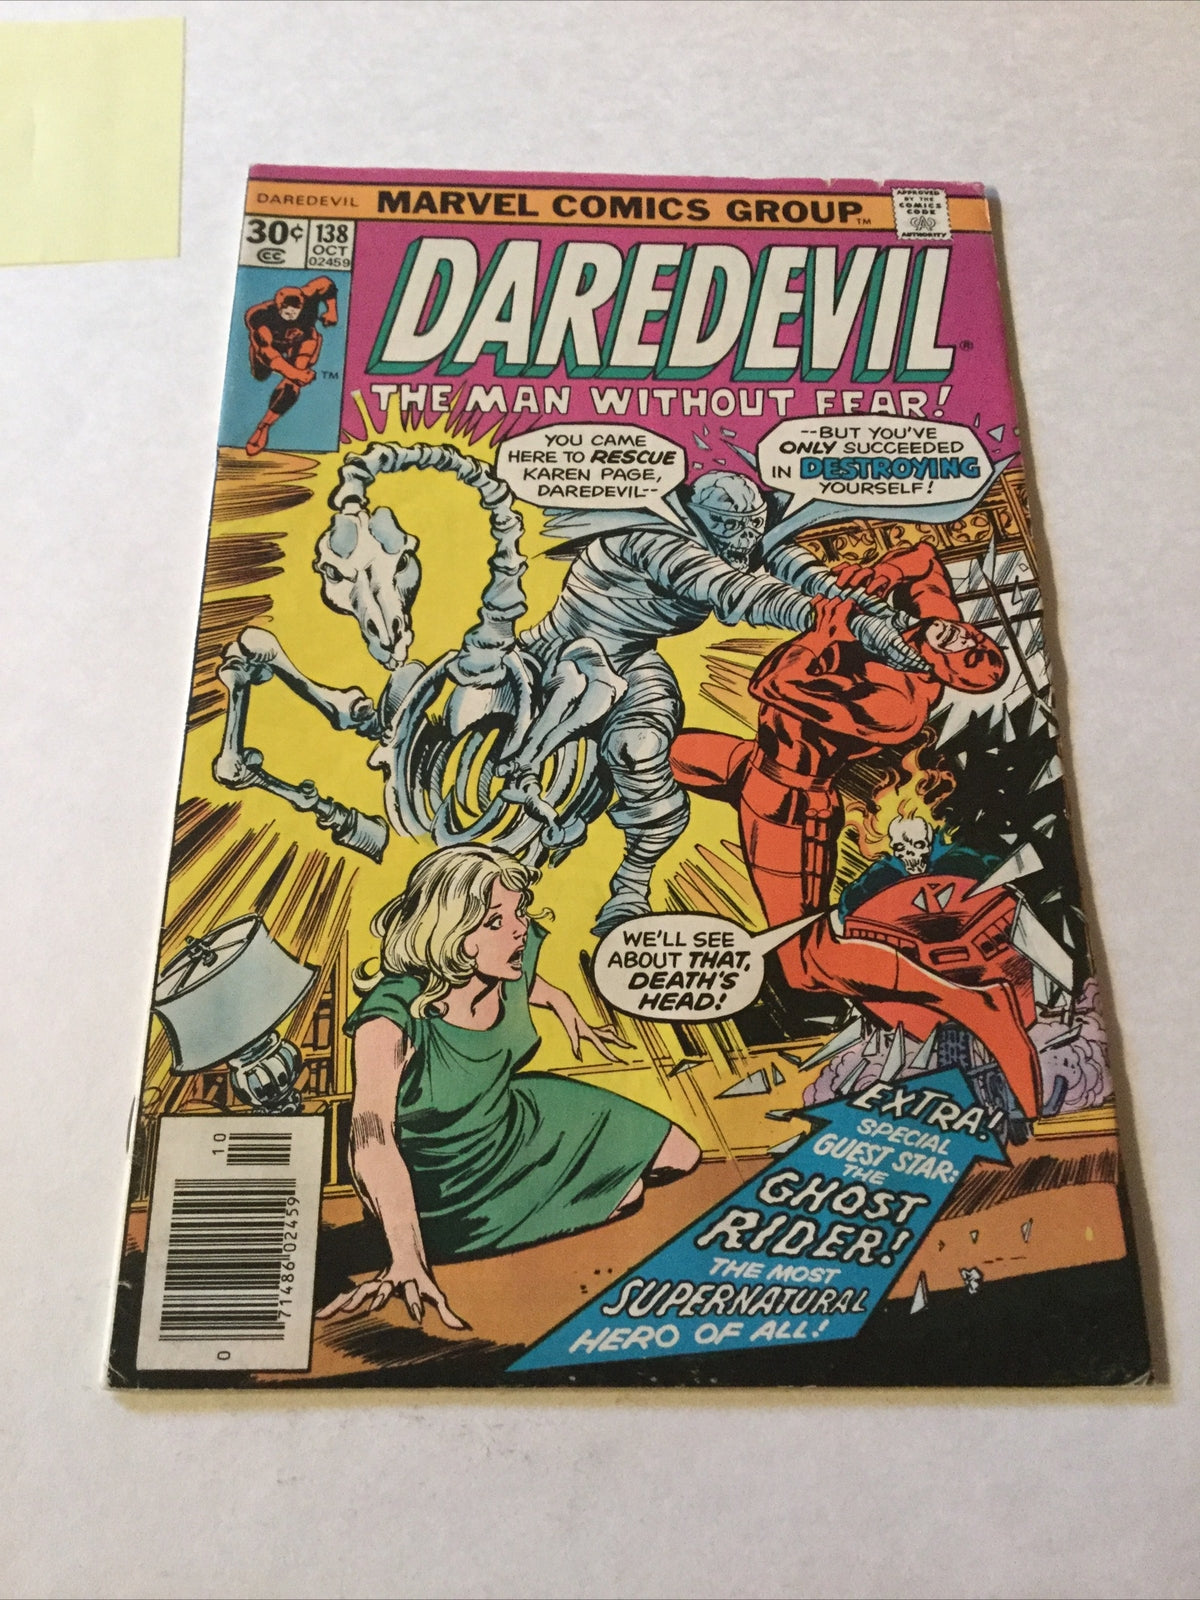 DAREDEVIL MARVEL COMICS GROUP™
APPROVED
BY THE
COMICS
CODE
AUTHORITY
30¢ 138
CC OCT
02459
DAREDEVIL®
™
THE MAN WITHOUT FEAR!
YOU CAME
HERE TO RESCUE
KAREN PAGE,
DAREDEVIL--
--BUT YOU'VE
ONLY SUCCEEDED
IN DESTROYING
YOURSELF!
WE'LL SEE
ABOUT THAT,
DEATH'S
HEAD!
EXTRA!
SPECIAL
GUEST STAR:
THE
GHOST
RIDER!
THE MOST
SUPERNATURAL
HERO OF ALL!
10
0 71486 02459